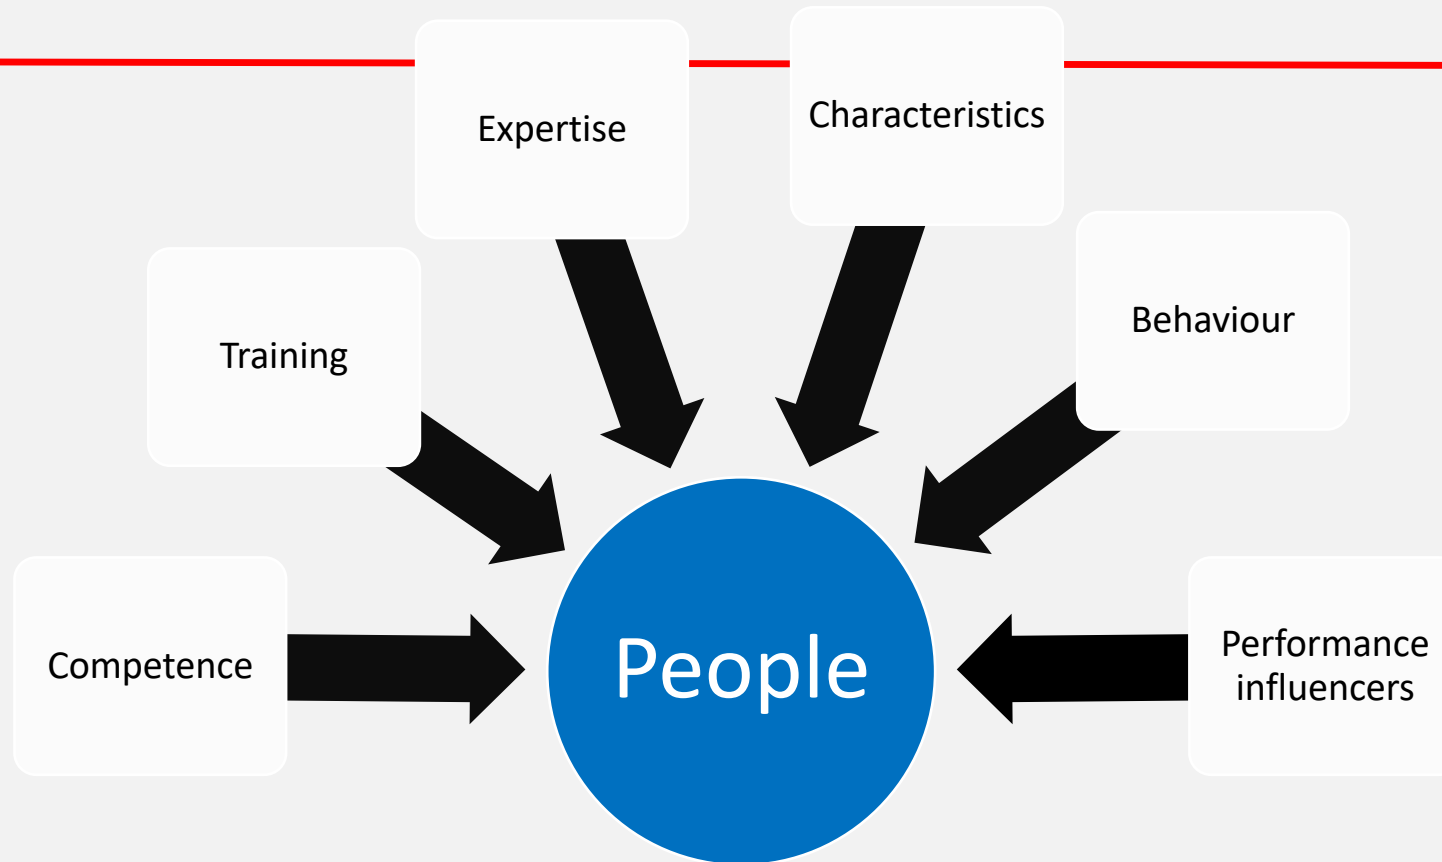 Expertise
Characteristics
Training
Behaviour
Competence
People
Performance
influencers